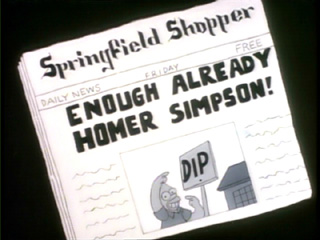 Springfield Shopper
DAILY NEWS FRIDAY FREE
ENOUGH ALREADY
HOMER SIMPSON!
DIP